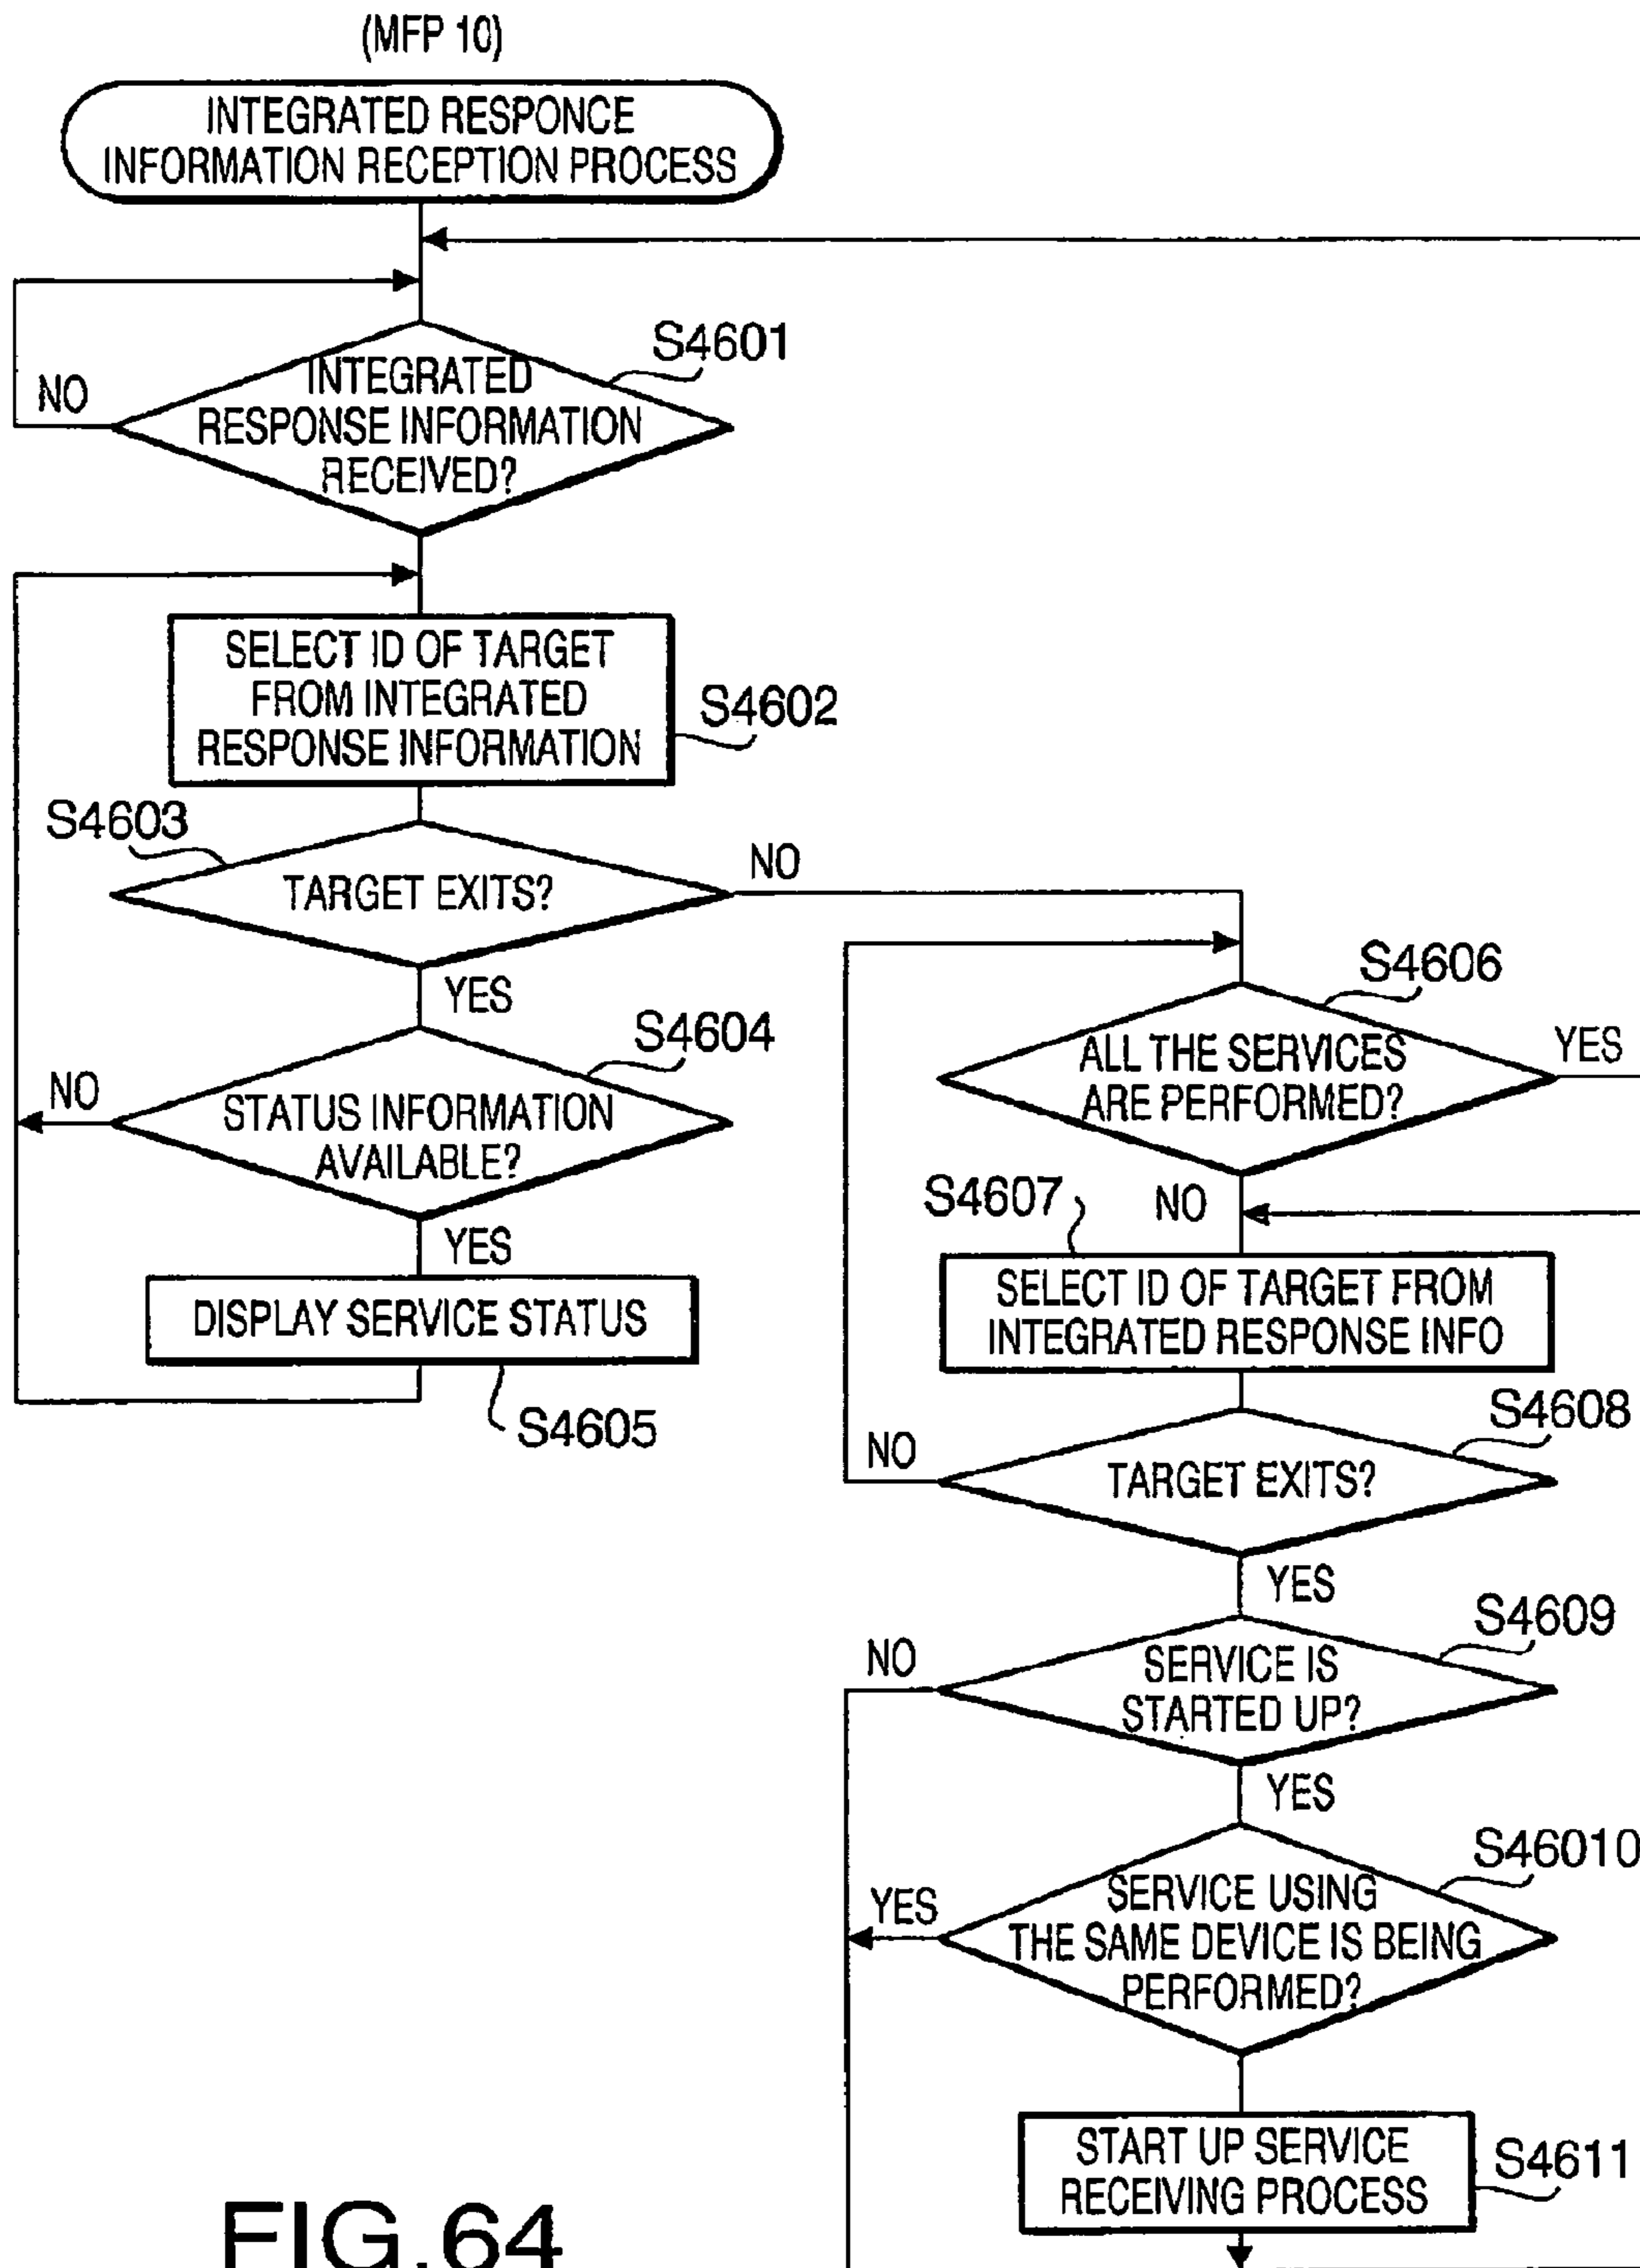 (MFP 10)
INTEGRATED RESPONCE
INFORMATION RECEPTION PROCESS
S4601
INTEGRATED
RESPONSE INFORMATION
RECEIVED?
NO
SELECT ID OF TARGET
FROM INTEGRATED
RESPONSE INFORMATION
S4602
S4603
TARGET EXITS?
NO
YES
S4604
STATUS INFORMATION
AVAILABLE?
NO
YES
DISPLAY SERVICE STATUS
S4605
S4606
ALL THE SERVICES
ARE PERFORMED?
YES
NO
S4607
SELECT ID OF TARGET FROM
INTEGRATED RESPONSE INFO
S4608
TARGET EXITS?
NO
YES
S4609
SERVICE IS
STARTED UP?
NO
YES
S46010
SERVICE USING
THE SAME DEVICE IS BEING
PERFORMED?
YES
START UP SERVICE
RECEIVING PROCESS
S4611
FIG.64